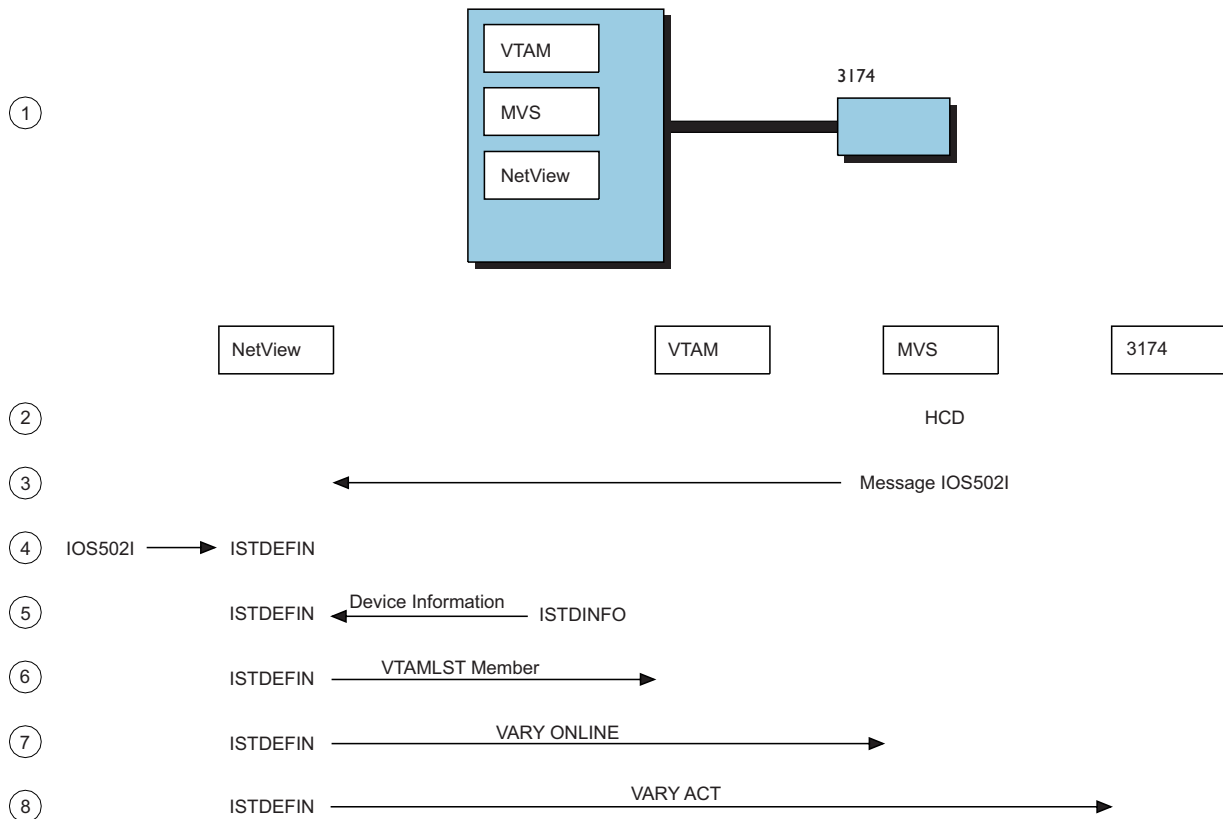 VTAM
3174
1
MVS
NetView
NetView VTAM MVS 3174
2 HCD
3 Message IOS502I
4 IOS502I ISTDEFIN
5 ISTDEFIN Device Information ISTDINFO
6 ISTDEFIN VTAMLST Member
7 ISTDEFIN VARY ONLINE
8 ISTDEFIN VARY ACT